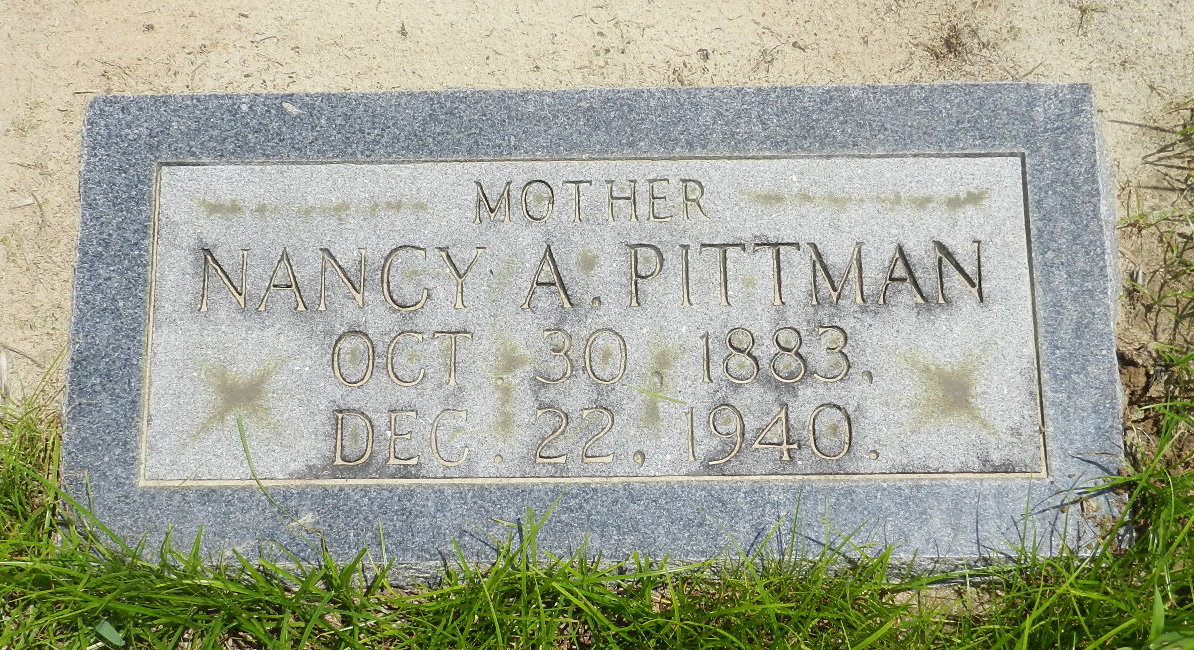 MOTHER
NANCY A. PITTMAN
OCT. 30, 1883.
DEC. 22, 1940.